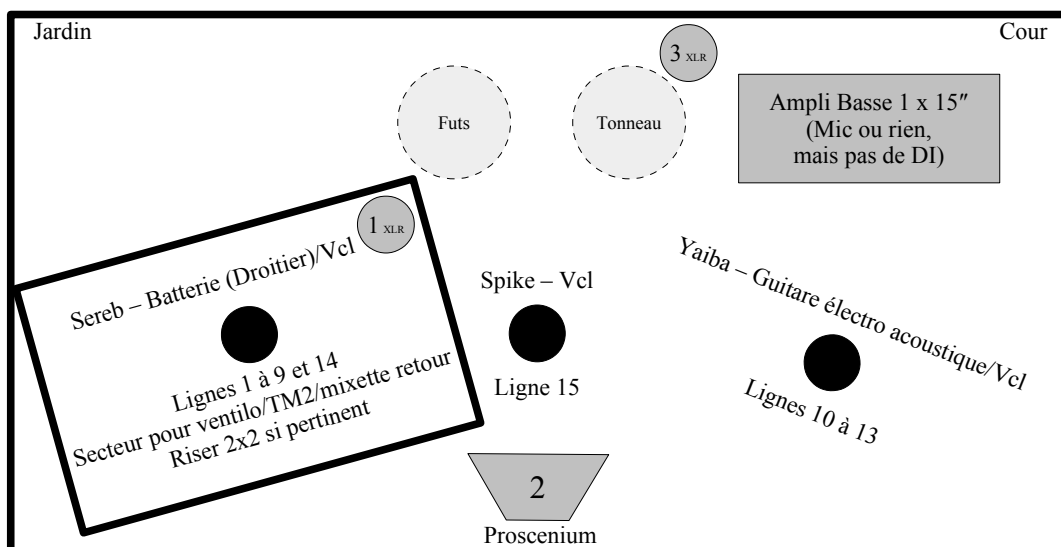 Jardin
Cour
3 XLR
Futs
Tonneau
Ampli Basse 1 x 15″
(Mic ou rien,
mais pas de DI)
1 XLR
Sereb – Batterie (Droitier)/Vcl
Lignes 1 à 9 et 14
Secteur pour ventilo/TM2/mixette retour
Riser 2x2 si pertinent
Spike – Vcl
Ligne 15
Yaiba – Guitare électro acoustique/Vcl
Lignes 10 à 13
2
Proscenium